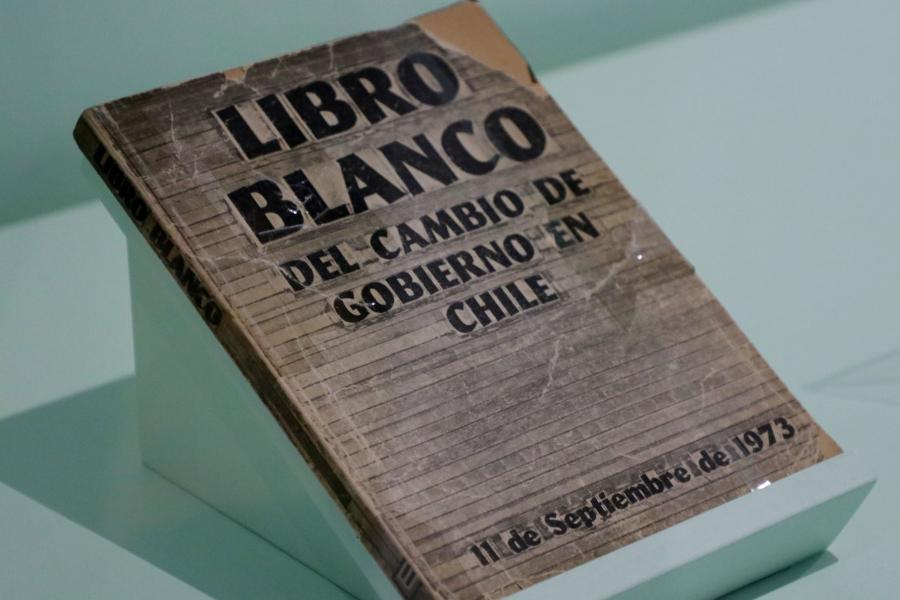 LIBRO
BLANCO
DEL CAMBIO DE
GOBIERNO EN
CHILE
11 de Septiembre de 1973
LIBRO BLANCO